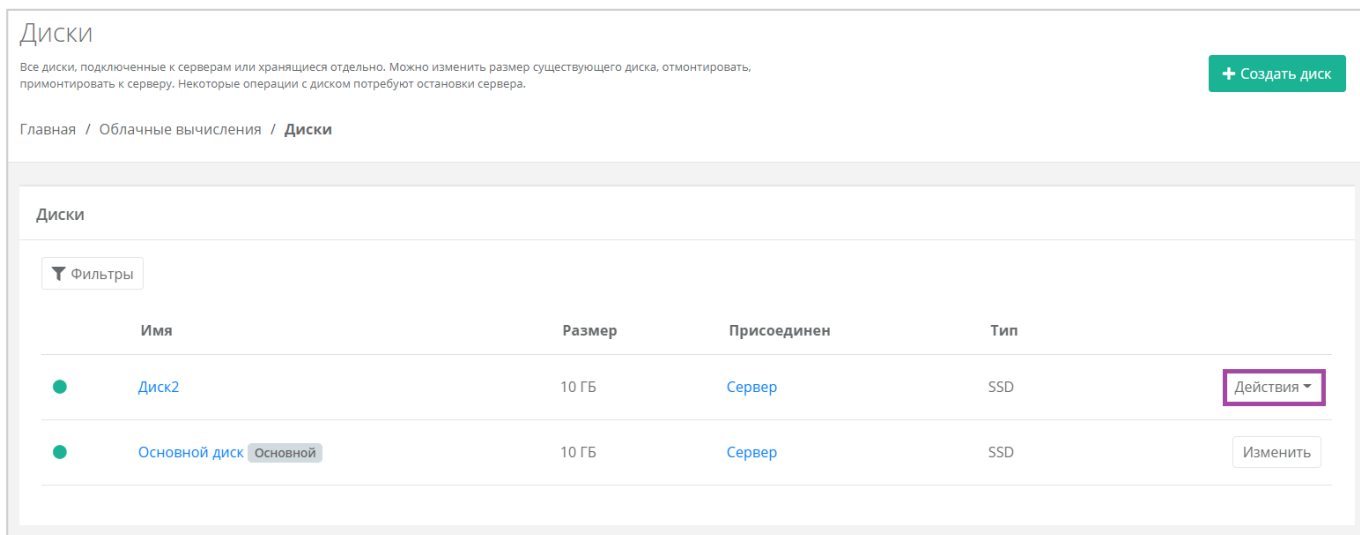 Диски
Все диски, подключенные к серверам или хранящиеся отдельно. Можно изменить размер существующего диска, отмонтировать,
примонтировать к серверу. Некоторые операции с диском потребуют остановки сервера.
+ Создать диск
Главная / Облачные вычисления / Диски
Диски
Фильтры
Имя Размер Присоединен Тип
Диск2 10 ГБ Сервер SSD Действия
Основной диск Основной 10 ГБ Сервер SSD Изменить